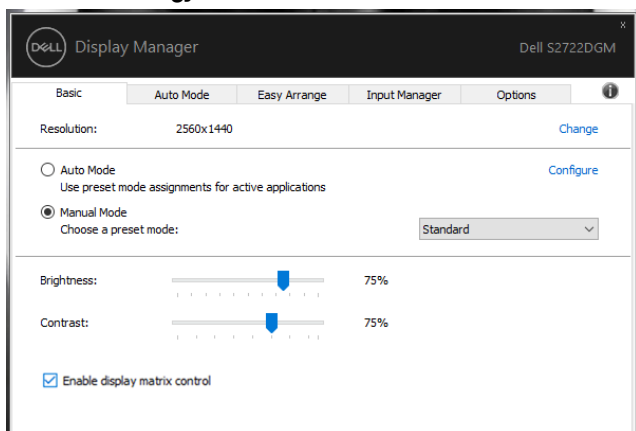 x
DELL Display Manager Dell S2722DGM
Basic Auto Mode Easy Arrange Input Manager Options i
Resolution: 2560x1440 Change
Auto Mode Configure
Use preset mode assignments for active applications
Manual Mode
Choose a preset mode: Standard
Brightness: 75%
Contrast: 75%
Enable display matrix control